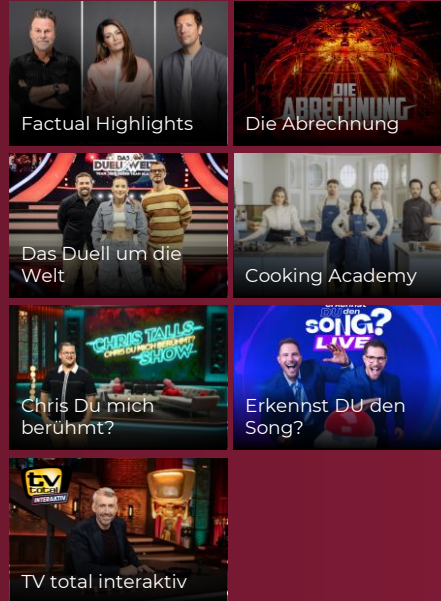 Factual Highlights
DIE
ABRECHNUNG
Die Abrechnung
DAS
DUELL UM DIE WELT
Das Duell um die
Welt
Cooking Academy
CHRIS TALLS
CHRIS DU MICH BERÜHMT?
SHOW
Chris Du mich
berühmt?
erkennst
DU den
SONG?
LIVE
Erkennst DU den
Song?
tv
total
INTERAKTIV
TV total interaktiv